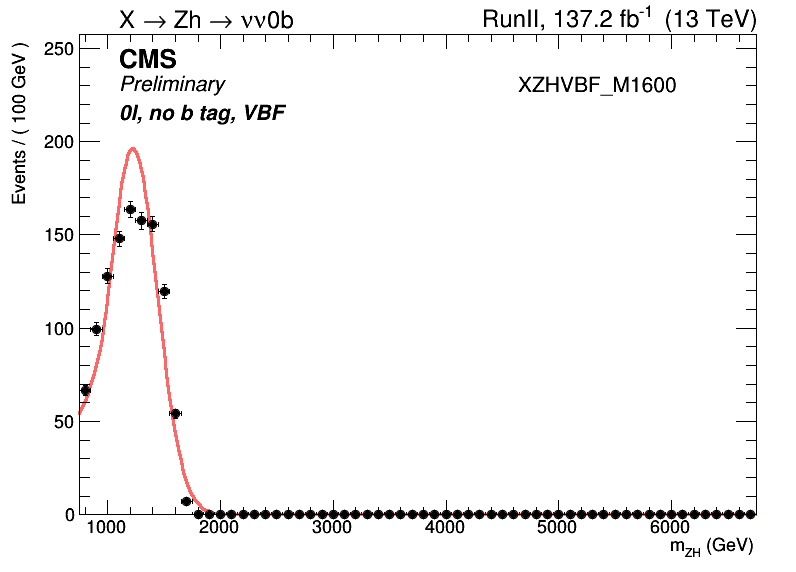 X → Zh → νν0b
RunII, 137.2 fb-1 (13 TeV)
CMS
Preliminary
XZHVBF_M1600
0l, no b tag, VBF
Events / ( 100 GeV )
250
200
150
100
50
0
1000 2000 3000 4000 5000 6000
mZH (GeV)